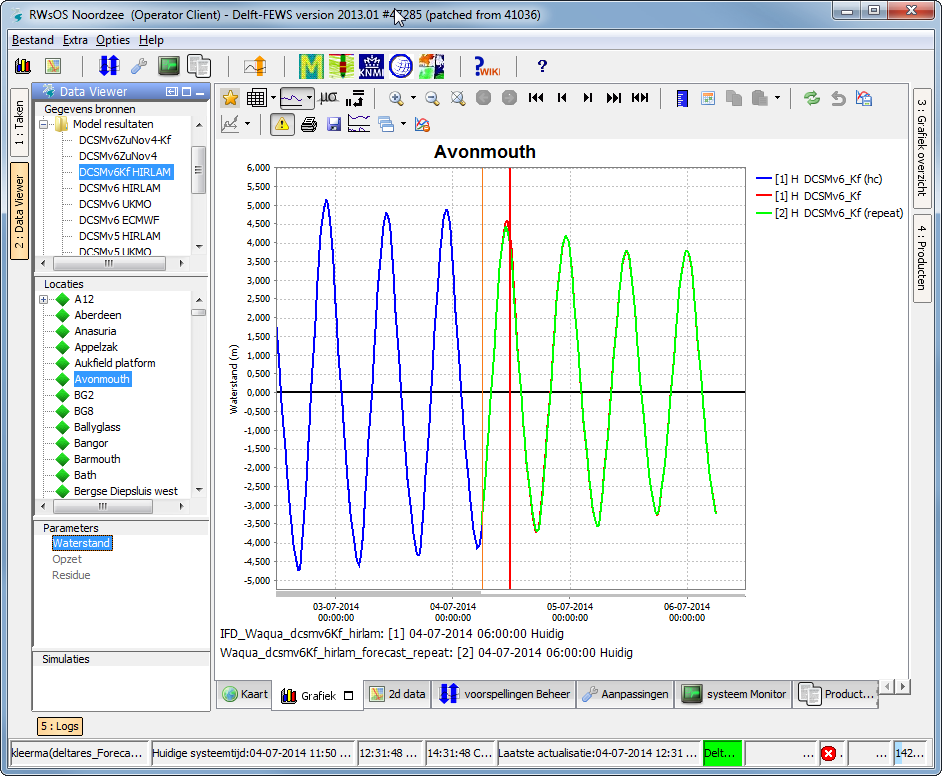 RWsOS Noordzee (Operator Client) - Delft-FEWS version 2013.01 (patched from 41036)
Bestand Extra Opties Help
KNMI ?WIKI ?
1 : Taken
2 : Data Viewer
Data Viewer
Gegevens bronnen
Model resultaten
DCSMv6ZuNov4-Kf
DCSMv6ZuNov4
DCSMv6Kf HIRLAM
DCSMv6 HIRLAM
DCSMv6 UKMO
DCSMv6 ECMWF
DCSMv5 HIRLAM
DCSMv5 UKMO
Locaties
A12
Aberdeen
Anasuria
Appelzak
Aukfield platform
Avonmouth
BG2
BG8
Ballyglass
Bangor
Barmouth
Bath
Bergse Diepsluis west
Parameters
Waterstand
Opzet
Residue
Simulaties
μσ
Avonmouth
[1] H DCSMv6_Kf (hc)
[1] H DCSMv6_Kf
[2] H DCSMv6_Kf (repeat)
Waterstand (m)
6,000
5,500
5,000
4,500
4,000
3,500
3,000
2,500
2,000
1,500
1,000
0,500
0,000
-0,500
-1,000
-1,500
-2,000
-2,500
-3,000
-3,500
-4,000
-4,500
-5,000
03-07-2014 04-07-2014 05-07-2014 06-07-2014
00:00:00 00:00:00 00:00:00 00:00:00
IFD_Waqua_dcsmv6Kf_hirlam: [1] 04-07-2014 06:00:00 Huidig
Waqua_dcsmv6Kf_hirlam_forecast_repeat: [2] 04-07-2014 06:00:00 Huidig
3 : Grafiek overzicht
4 : Producten
Kaart Grafiek 2d data voorspellingen Beheer Aanpassingen systeem Monitor Product...
5 : Logs
kleerma(deltares_Foreca... Huidige systeemtijd:04-07-2014 11:50 ... 12:31:48 ... 14:31:48 C... Laatste actualisatie:04-07-2014 12:31 ... Delt... ... . ... 142...